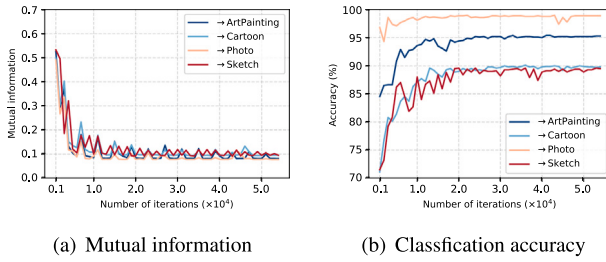 0.7
0.6
0.5
0.4
0.3
0.2
0.1
0.0
Mutual information
→ArtPainting
→Cartoon
→Photo
→Sketch
0.1 1.0 2.0 3.0 4.0 5.0
Number of iterations (×10⁴)
(a) Mutual information
100
95
90
85
80
75
70
Accuracy (%)
→ArtPainting
→Cartoon
→Photo
→Sketch
0.1 1.0 2.0 3.0 4.0 5.0
Number of iterations (×10⁴)
(b) Classfication accuracy